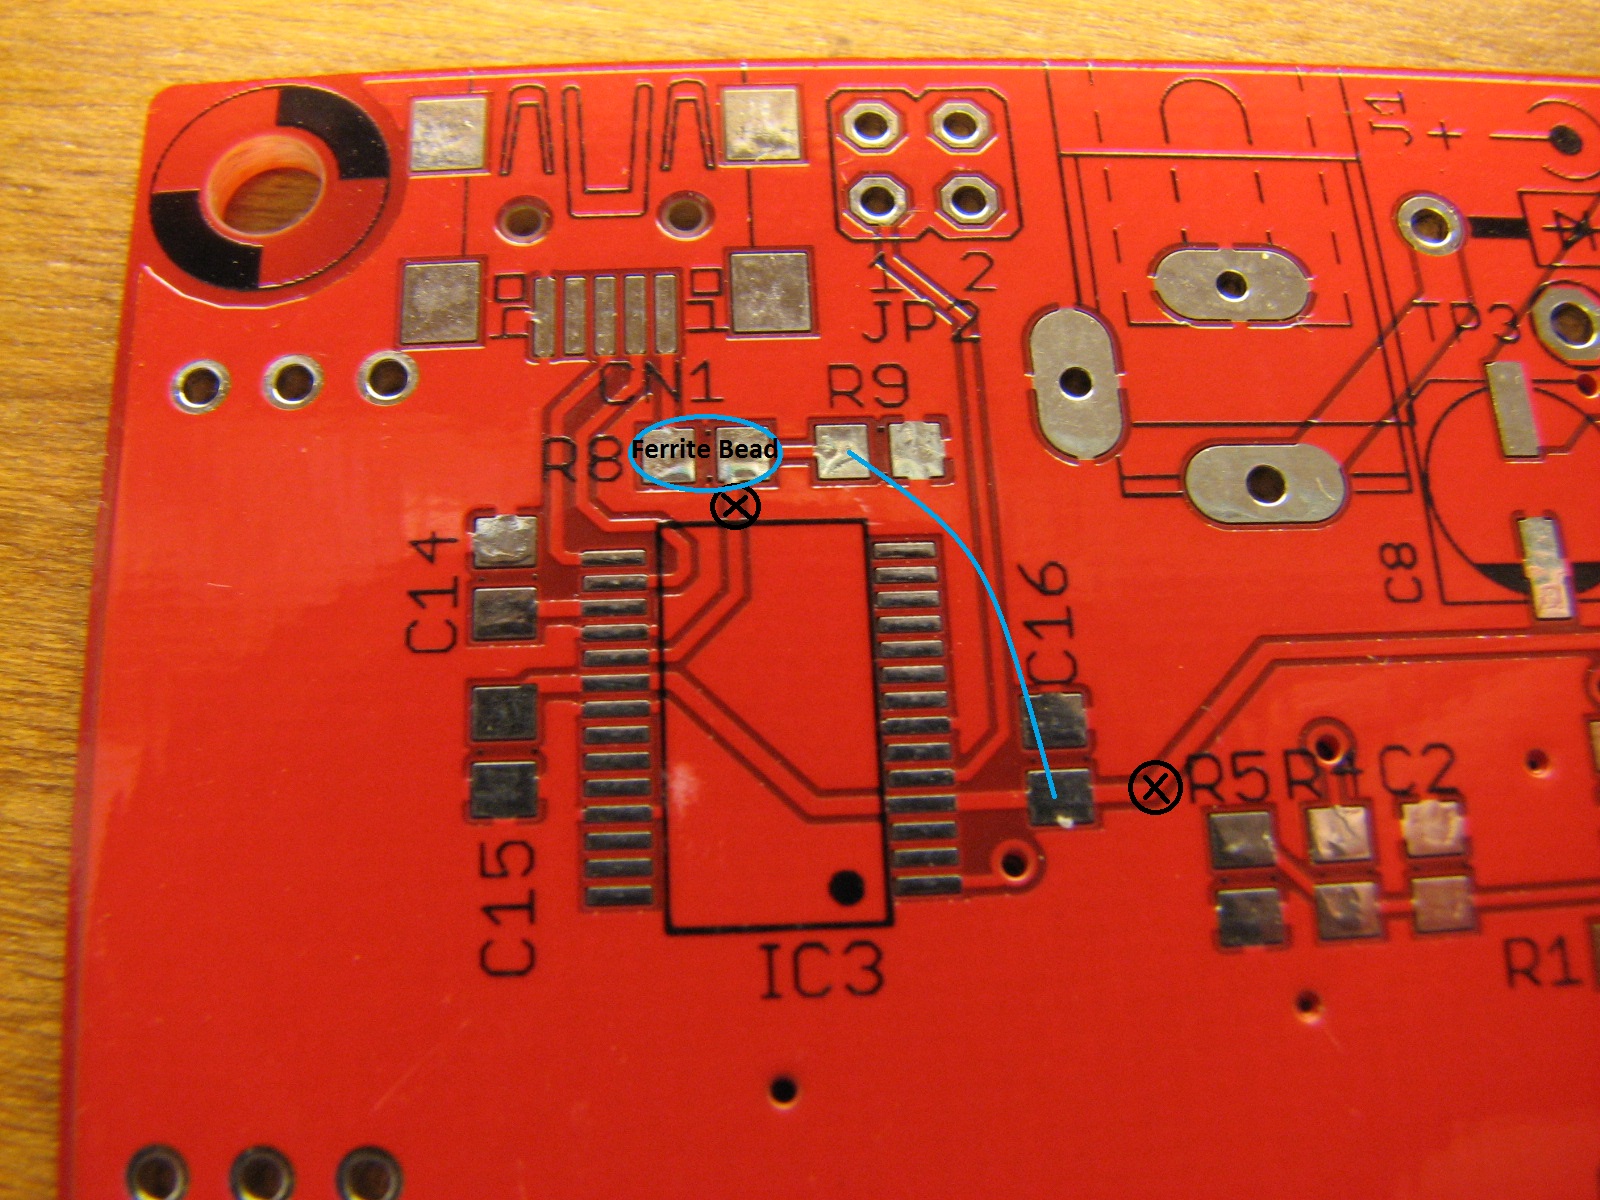 J1
+
1 2
JP2
TP3
CN1
R9
R8
Ferrite Bead
C14
C16
C8
R5
R4
C2
C15
IC3
R1